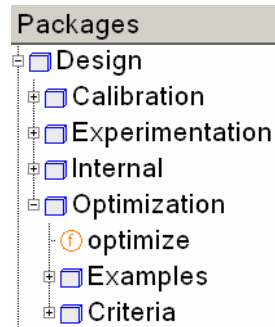 Packages
Design
Calibration
Experimentation
Internal
Optimization
f optimize
Examples
Criteria